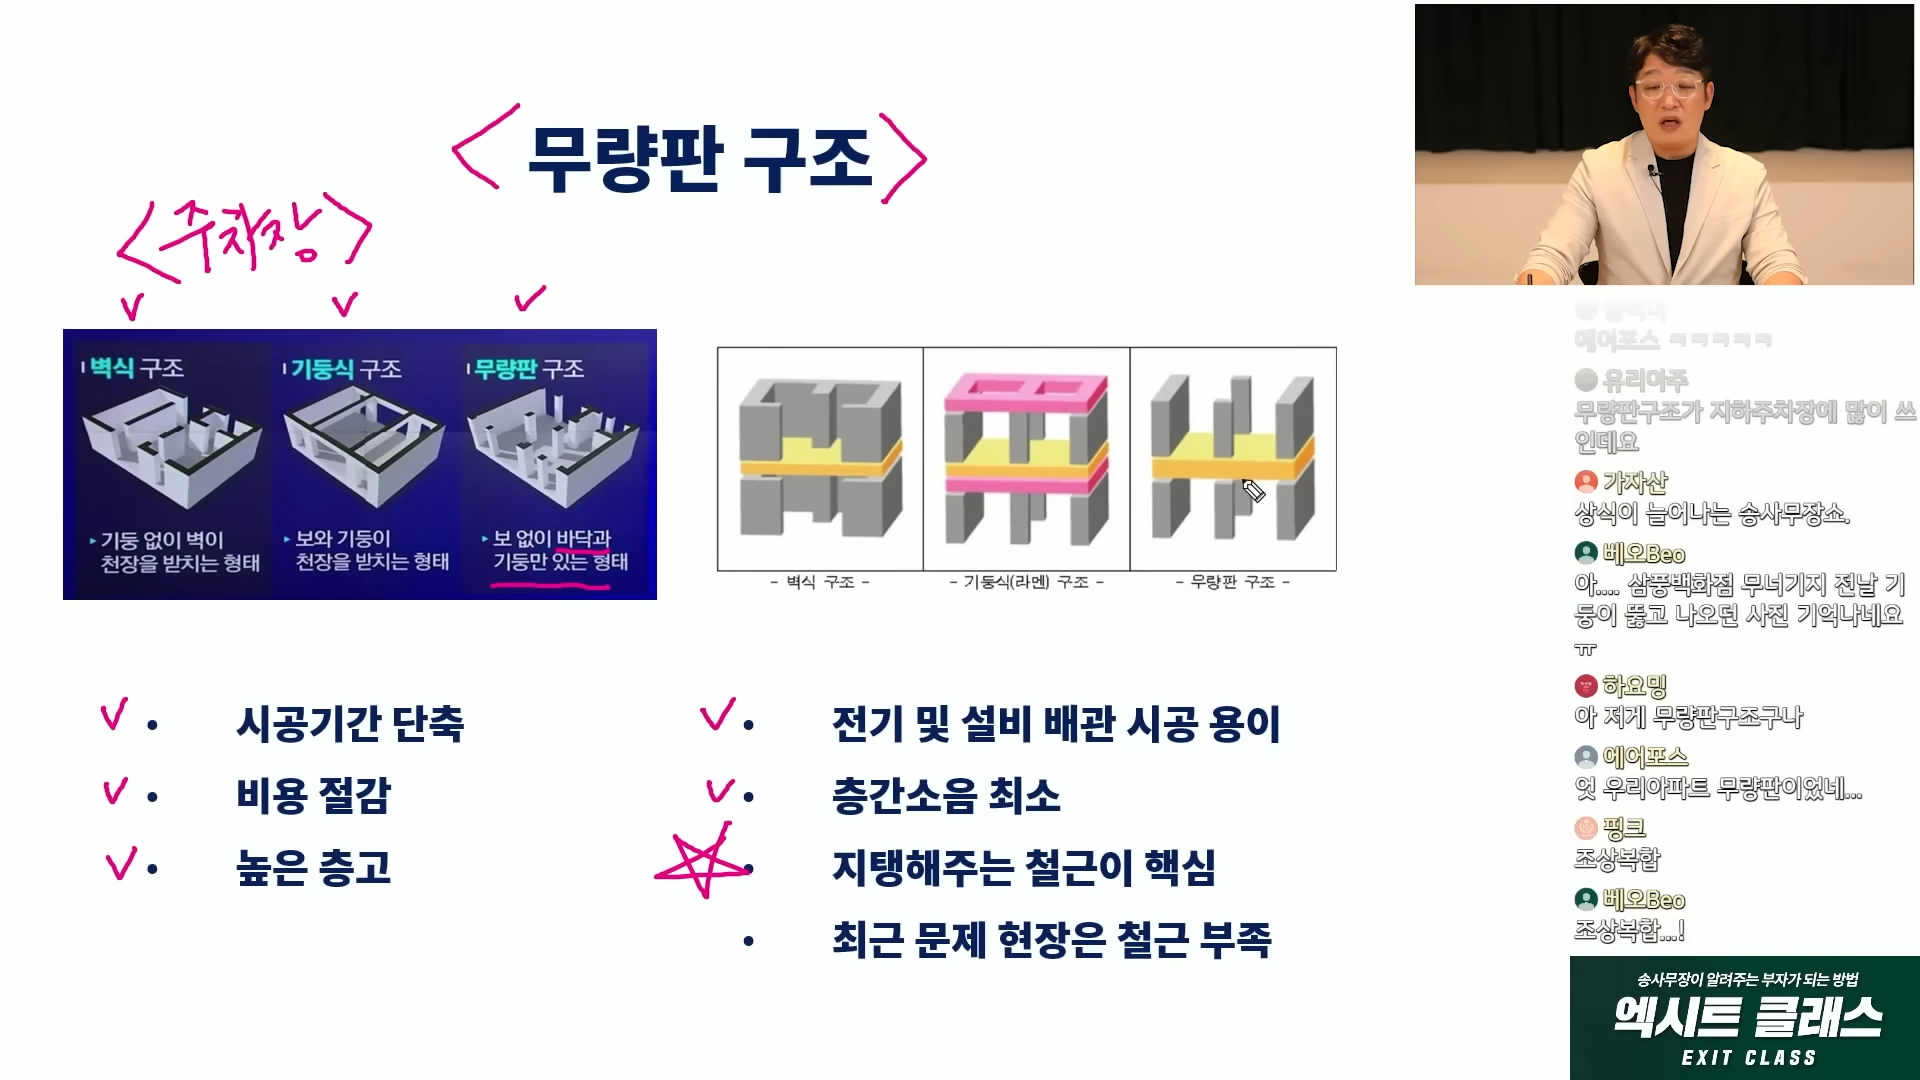 무량판 구조
주차장
벽식 구조
기둥식 구조
무량판 구조
▸ 기둥 없이 벽이
천장을 받치는 형태
▸ 보와 기둥이
천장을 받치는 형태
▸ 보 없이 바닥과
기둥만 있는 형태
- 벽식 구조 -
- 기둥식(라멘) 구조 -
- 무량판 구조 -
• 시공기간 단축
• 비용 절감
• 높은 층고
• 전기 및 설비 배관 시공 용이
• 층간소음 최소
• 지탱해주는 철근이 핵심
• 최근 문제 현장은 철근 부족
에어포스 ㅋㅋㅋㅋㅋ
유리아주
무량판구조가 지하주차장에 많이 쓰
인데요
가자산
상식이 늘어나는 송사무장쇼.
베오Beo
아.... 삼풍백화점 무너기지 전날 기
둥이 뚫고 나오던 사진 기억나네요
ㅠ
하요밍
아 저게 무량판구조구나
에어포스
엇 우리아파트 무량판이었네...
핑크
조상복합
베오Beo
조상복합...!
송사무장이 알려주는 부자가 되는 방법
엑시트 클래스
EXIT CLASS